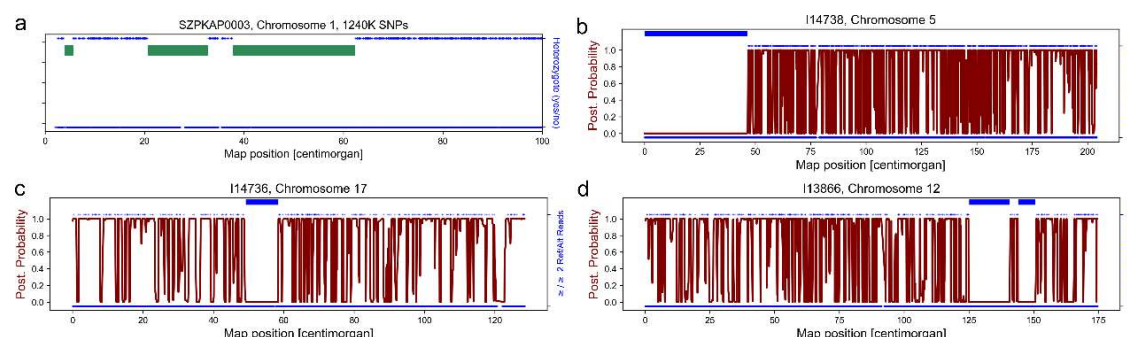 a
SZPKAP0003, Chromosome 1, 1240K SNPs
Heterozygote (yes/no)
0 20 40 60 80 100
Map position [centimorgan]
b
I14738, Chromosome 5
Post. Probability
1.0
0.8
0.6
0.4
0.2
0.0
0 25 50 75 100 125 150 175 200
Map position [centimorgan]
c
I14736, Chromosome 17
Post. Probability
1.0
0.8
0.6
0.4
0.2
0.0
≥/≥ 2 Ref/Alt Reads
0 20 40 60 80 100 120
Map position [centimorgan]
d
I13866, Chromosome 12
Post. Probability
1.0
0.8
0.6
0.4
0.2
0.0
0 25 50 75 100 125 150 175
Map position [centimorgan]